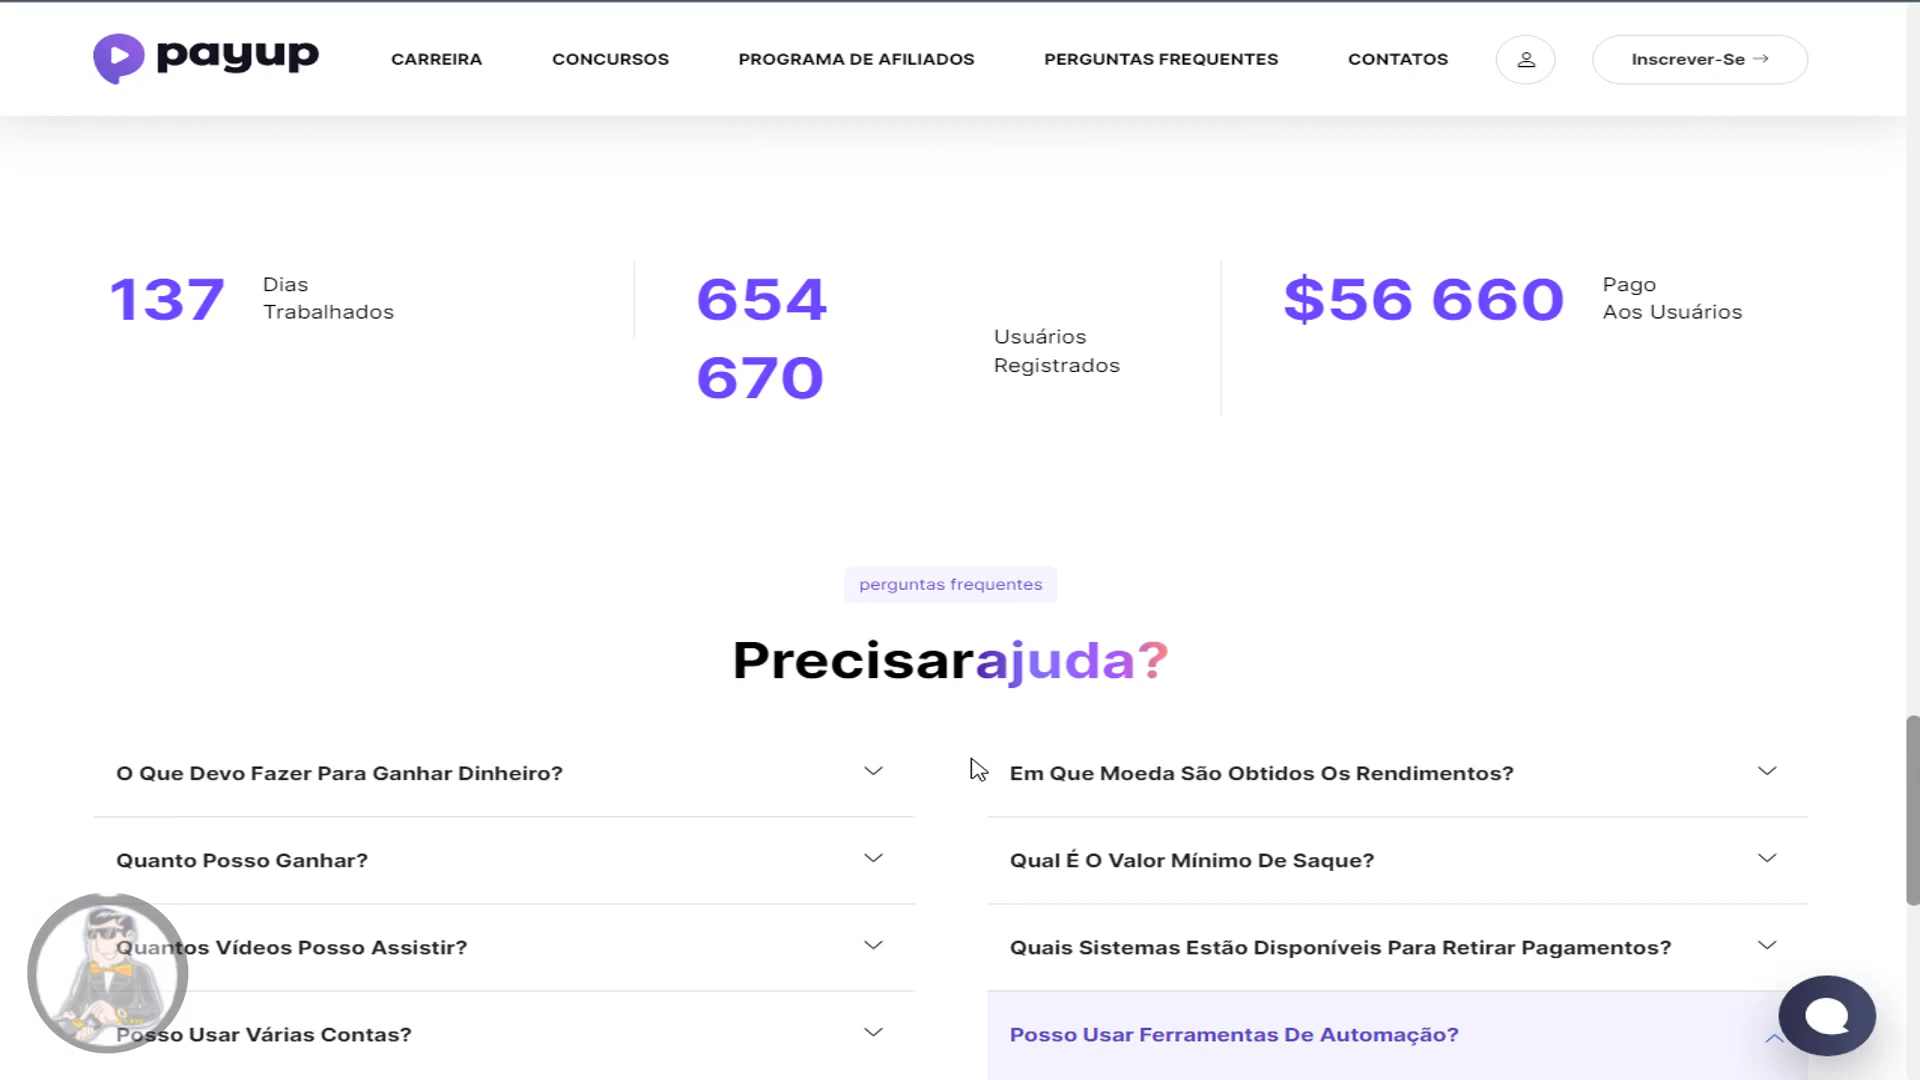 payup
CARREIRA
CONCURSOS
PROGRAMA DE AFILIADOS
PERGUNTAS FREQUENTES
CONTATOS
Inscrever-Se →
137
Dias
Trabalhados
654
670
Usuários
Registrados
$56 660
Pago
Aos Usuários
perguntas frequentes
Precisarajuda?
O Que Devo Fazer Para Ganhar Dinheiro?
Quanto Posso Ganhar?
Quantos Vídeos Posso Assistir?
Posso Usar Várias Contas?
Em Que Moeda São Obtidos Os Rendimentos?
Qual É O Valor Mínimo De Saque?
Quais Sistemas Estão Disponíveis Para Retirar Pagamentos?
Posso Usar Ferramentas De Automação?